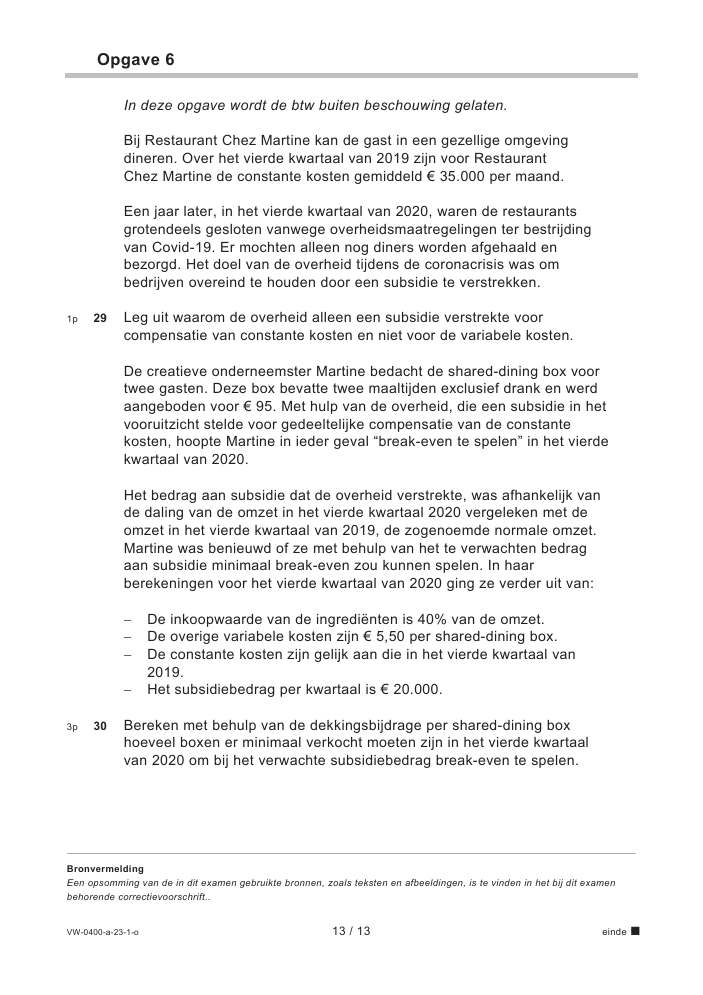 Opgave 6
In deze opgave wordt de btw buiten beschouwing gelaten.
Bij Restaurant Chez Martine kan de gast in een gezellige omgeving
dineren. Over het vierde kwartaal van 2019 zijn voor Restaurant
Chez Martine de constante kosten gemiddeld € 35.000 per maand.
Een jaar later, in het vierde kwartaal van 2020, waren de restaurants
grotendeels gesloten vanwege overheidsmaatregelingen ter bestrijding
van Covid-19. Er mochten alleen nog diners worden afgehaald en
bezorgd. Het doel van de overheid tijdens de coronacrisis was om
bedrijven overeind te houden door een subsidie te verstrekken.
1p 29 Leg uit waarom de overheid alleen een subsidie verstrekte voor
compensatie van constante kosten en niet voor de variabele kosten.
De creatieve onderneemster Martine bedacht de shared-dining box voor
twee gasten. Deze box bevatte twee maaltijden exclusief drank en werd
aangeboden voor € 95. Met hulp van de overheid, die een subsidie in het
vooruitzicht stelde voor gedeeltelijke compensatie van de constante
kosten, hoopte Martine in ieder geval “break-even te spelen” in het vierde
kwartaal van 2020.
Het bedrag aan subsidie dat de overheid verstrekte, was afhankelijk van
de daling van de omzet in het vierde kwartaal 2020 vergeleken met de
omzet in het vierde kwartaal van 2019, de zogenoemde normale omzet.
Martine was benieuwd of ze met behulp van het te verwachten bedrag
aan subsidie minimaal break-even zou kunnen spelen. In haar
berekeningen voor het vierde kwartaal van 2020 ging ze verder uit van:
– De inkoopwaarde van de ingrediënten is 40% van de omzet.
– De overige variabele kosten zijn € 5,50 per shared-dining box.
– De constante kosten zijn gelijk aan die in het vierde kwartaal van
2019.
– Het subsidiebedrag per kwartaal is € 20.000.
3p 30 Bereken met behulp van de dekkingsbijdrage per shared-dining box
hoeveel boxen er minimaal verkocht moeten zijn in het vierde kwartaal
van 2020 om bij het verwachte subsidiebedrag break-even te spelen.
Bronvermelding
Een opsomming van de in dit examen gebruikte bronnen, zoals teksten en afbeeldingen, is te vinden in het bij dit examen
behorende correctievoorschrift..
VW-0400-a-23-1-o 13 / 13 einde